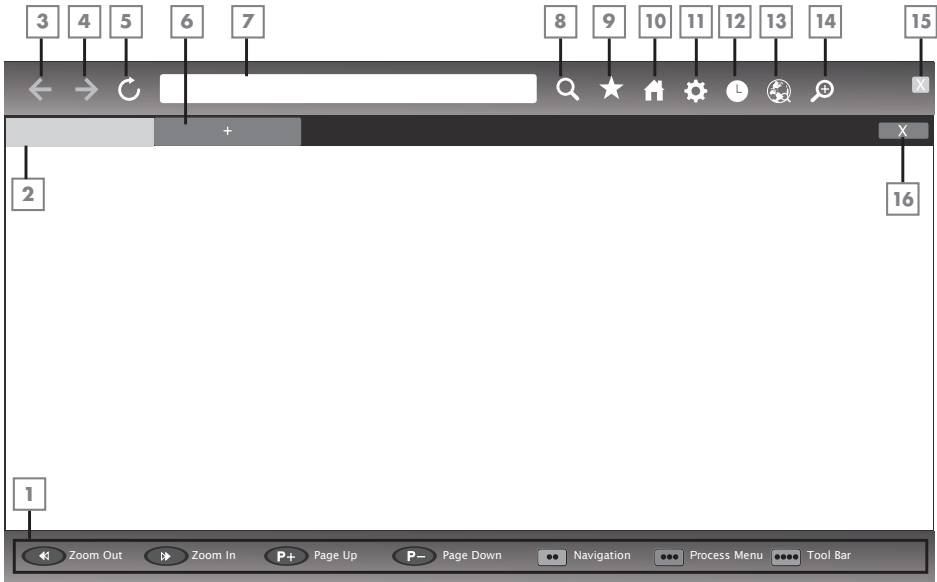 3 4 5 6 7 8 9 10 11 12 13 14 15
X
+ X
2 16
1
Zoom Out Zoom In P+ Page Up P− Page Down Navigation Process Menu Tool Bar